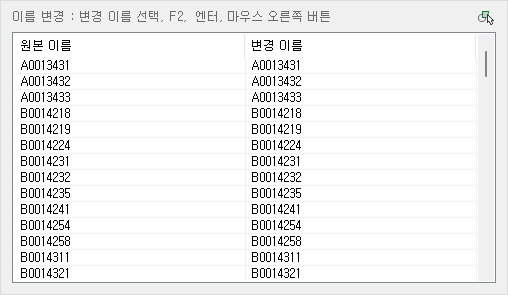 이름 변경 : 변경 이름 선택, F2, 엔터, 마우스 오른쪽 버튼
원본 이름 변경 이름
A0013431 A0013431
A0013432 A0013432
A0013433 A0013433
B0014218 B0014218
B0014219 B0014219
B0014224 B0014224
B0014231 B0014231
B0014232 B0014232
B0014235 B0014235
B0014241 B0014241
B0014254 B0014254
B0014258 B0014258
B0014311 B0014311
B0014321 B0014321